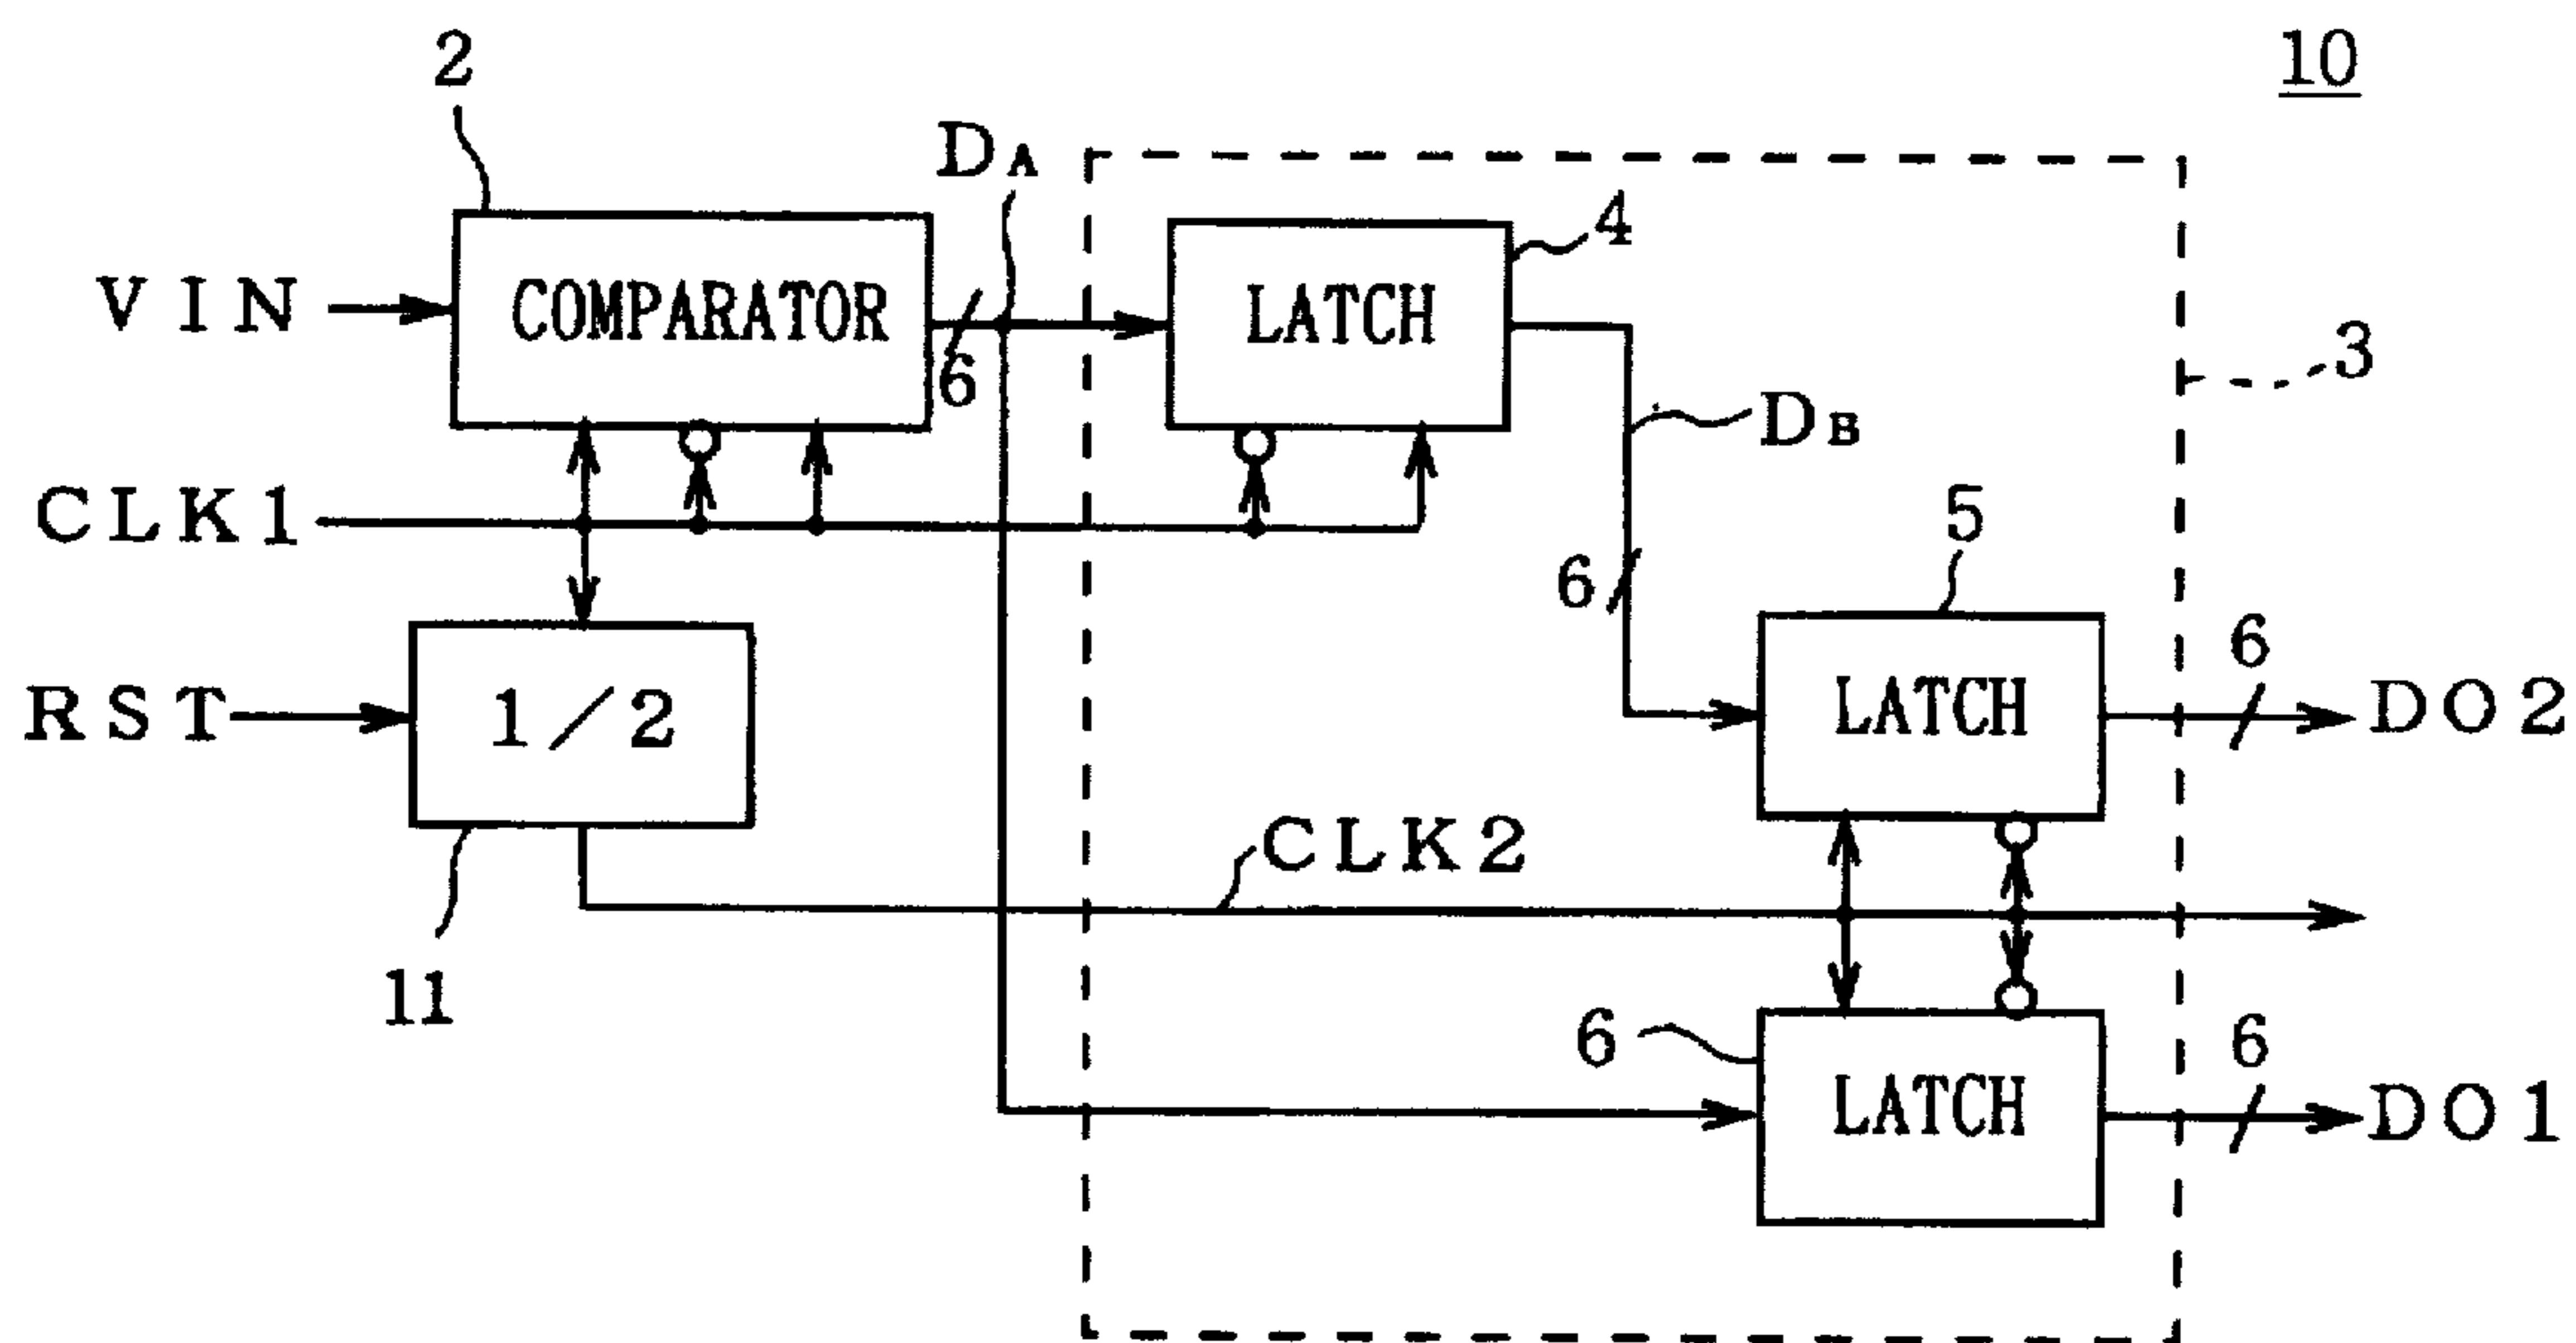 10
2
DA
4
VIN
COMPARATOR
LATCH
3
6
DB
CLK1
5
6
6
RST
1/2
LATCH
DO2
CLK2
11
6
6
LATCH
DO1